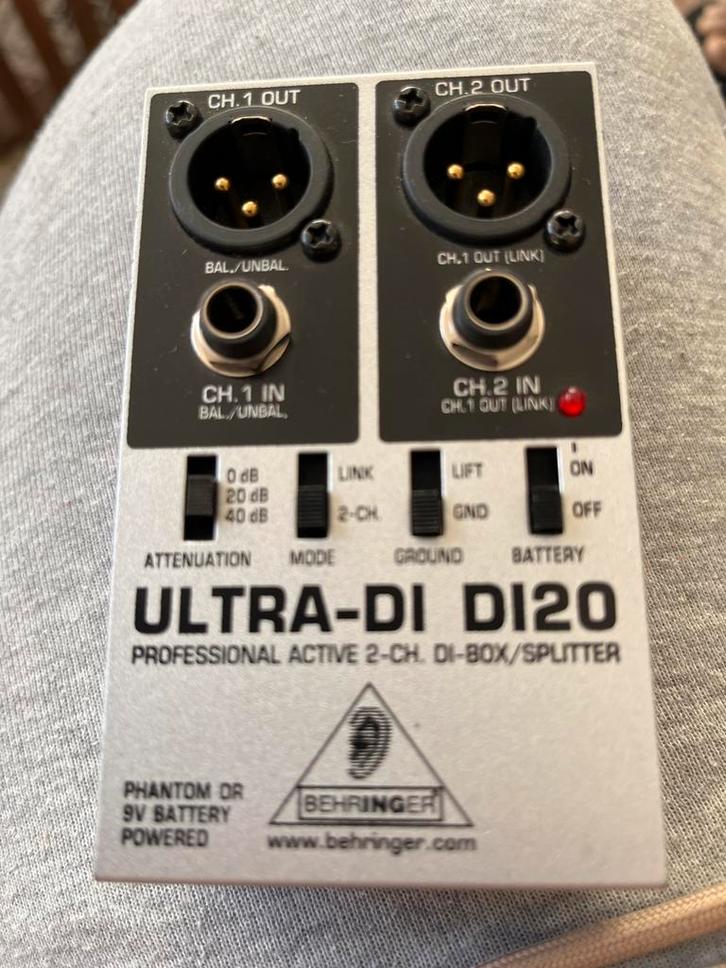 CH.1 OUT
BAL./UNBAL.
CH.1 IN
BAL./UNBAL.
CH.2 OUT
CH.1 OUT (LINK)
CH.2 IN
CH.1 OUT (LINK)
0 dB
20 dB
40 dB
ATTENUATION
LINK
2-CH.
MODE
LIFT
GND
GROUND
ON
OFF
BATTERY
ULTRA-DI DI20
PROFESSIONAL ACTIVE 2-CH. DI-BOX/SPLITTER
PHANTOM OR
9V BATTERY
POWERED
BEHRINGER
www.behringer.com